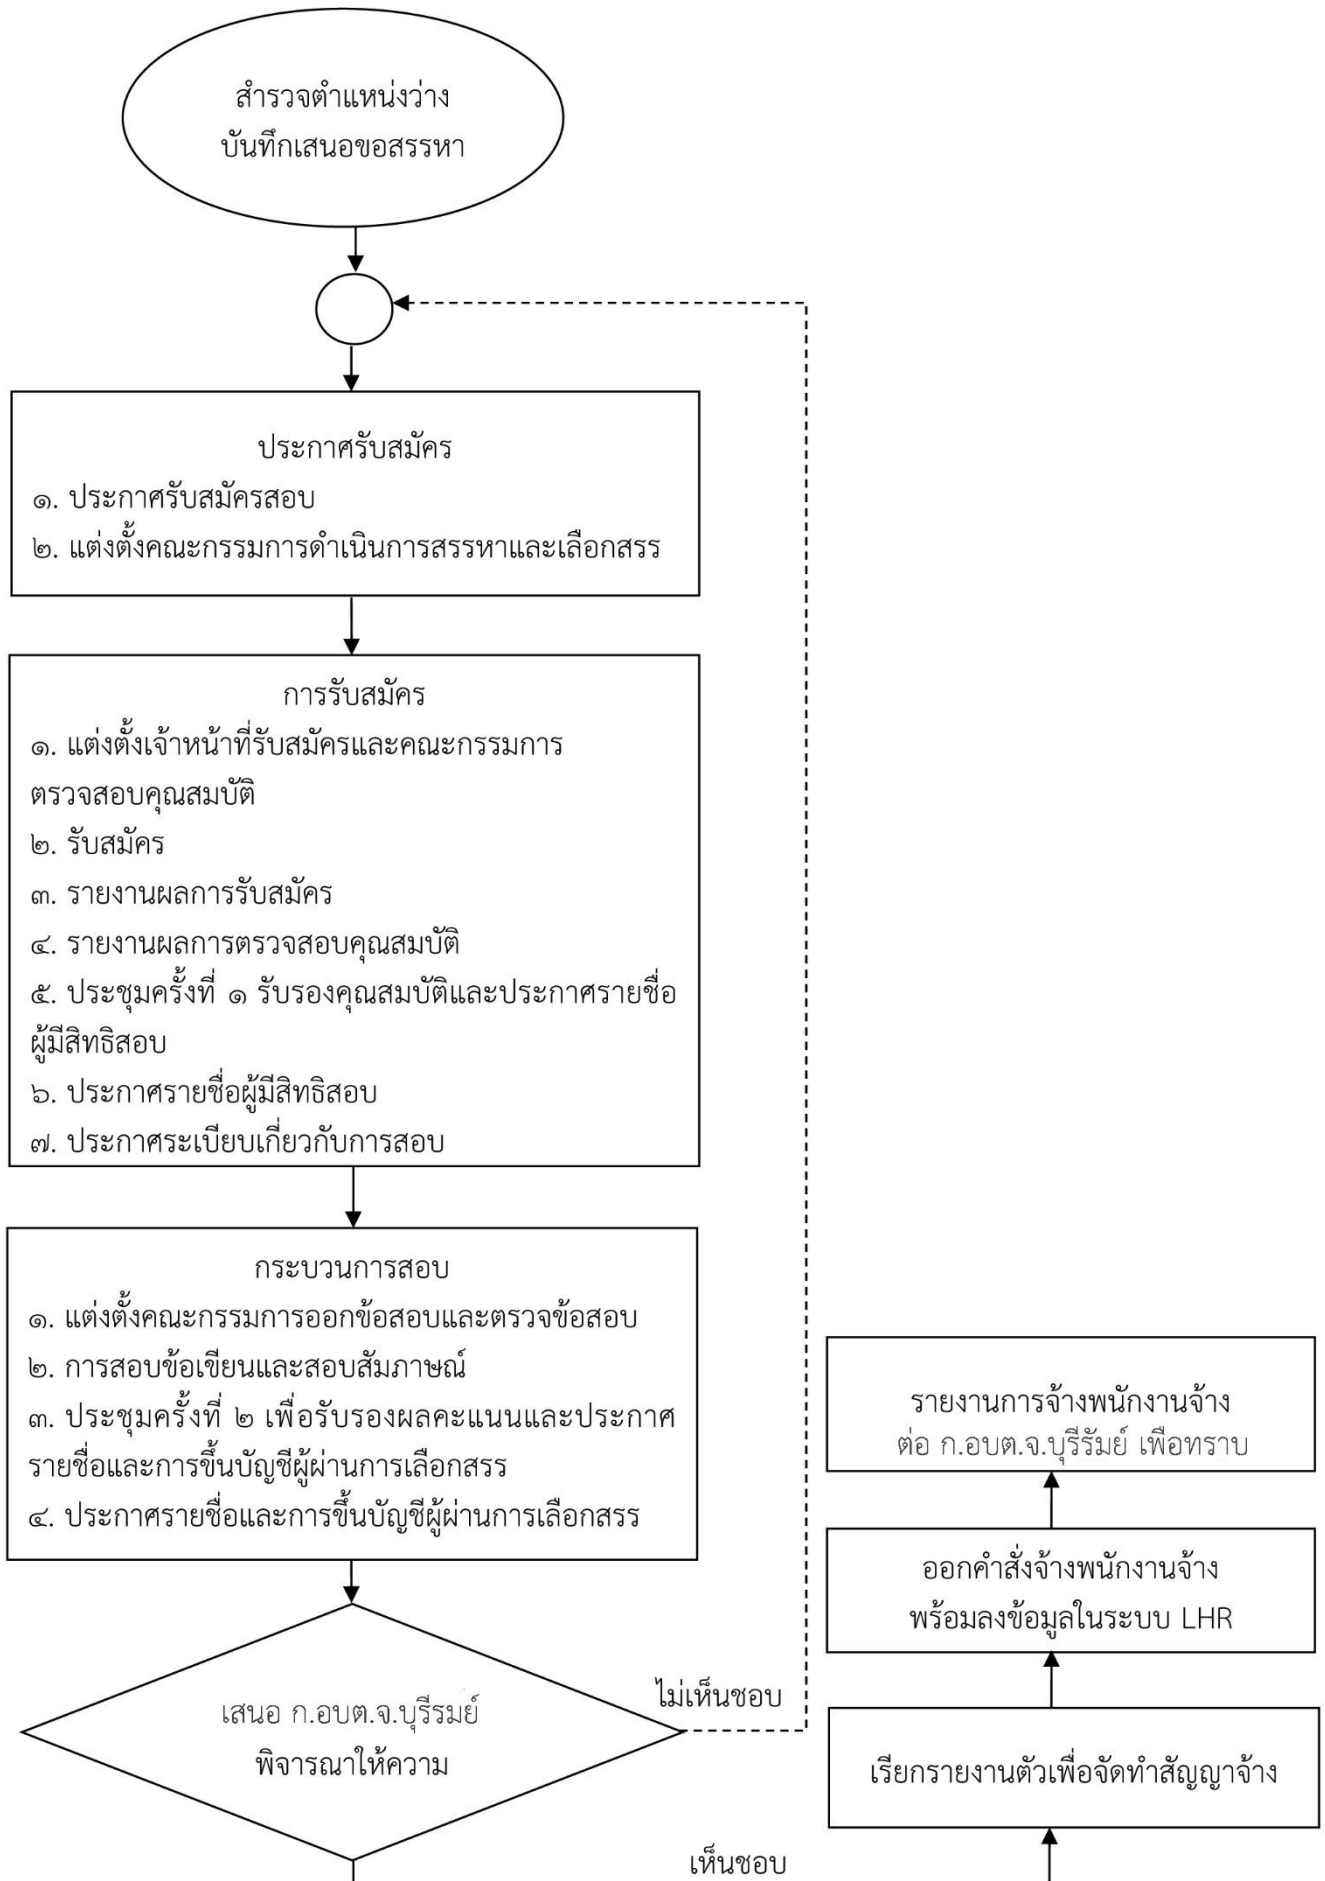 สำรวจตำแหน่งว่าง
บันทึกเสนอขอสรรหา
ประกาศรับสมัคร
๑. ประกาศรับสมัครสอบ
๒. แต่งตั้งคณะกรรมการดำเนินการสรรหาและเลือกสรร
การรับสมัคร
๑. แต่งตั้งเจ้าหน้าที่รับสมัครและคณะกรรมการ
ตรวจสอบคุณสมบัติ
๒. รับสมัคร
๓. รายงานผลการรับสมัคร
๔. รายงานผลการตรวจสอบคุณสมบัติ
๕. ประชุมครั้งที่ ๑ รับรองคุณสมบัติและประกาศรายชื่อ
ผู้มีสิทธิสอบ
๖. ประกาศรายชื่อผู้มีสิทธิสอบ
๗. ประกาศระเบียบเกี่ยวกับการสอบ
กระบวนการสอบ
๑. แต่งตั้งคณะกรรมการออกข้อสอบและตรวจข้อสอบ
๒. การสอบข้อเขียนและสอบสัมภาษณ์
๓. ประชุมครั้งที่ ๒ เพื่อรับรองผลคะแนนและประกาศ
รายชื่อและการขึ้นบัญชีผู้ผ่านการเลือกสรร
๔. ประกาศรายชื่อและการขึ้นบัญชีผู้ผ่านการเลือกสรร
เสนอ ก.อบต.จ.บุรีรมย์
พิจารณาให้ความ
ไม่เห็นชอบ
เห็นชอบ
เรียกรายงานตัวเพื่อจัดทำสัญญาจ้าง
ออกคำสั่งจ้างพนักงานจ้าง
พร้อมลงข้อมูลในระบบ LHR
รายงานการจ้างพนักงานจ้าง
ต่อ ก.อบต.จ.บุรีรัมย์ เพือทราบ